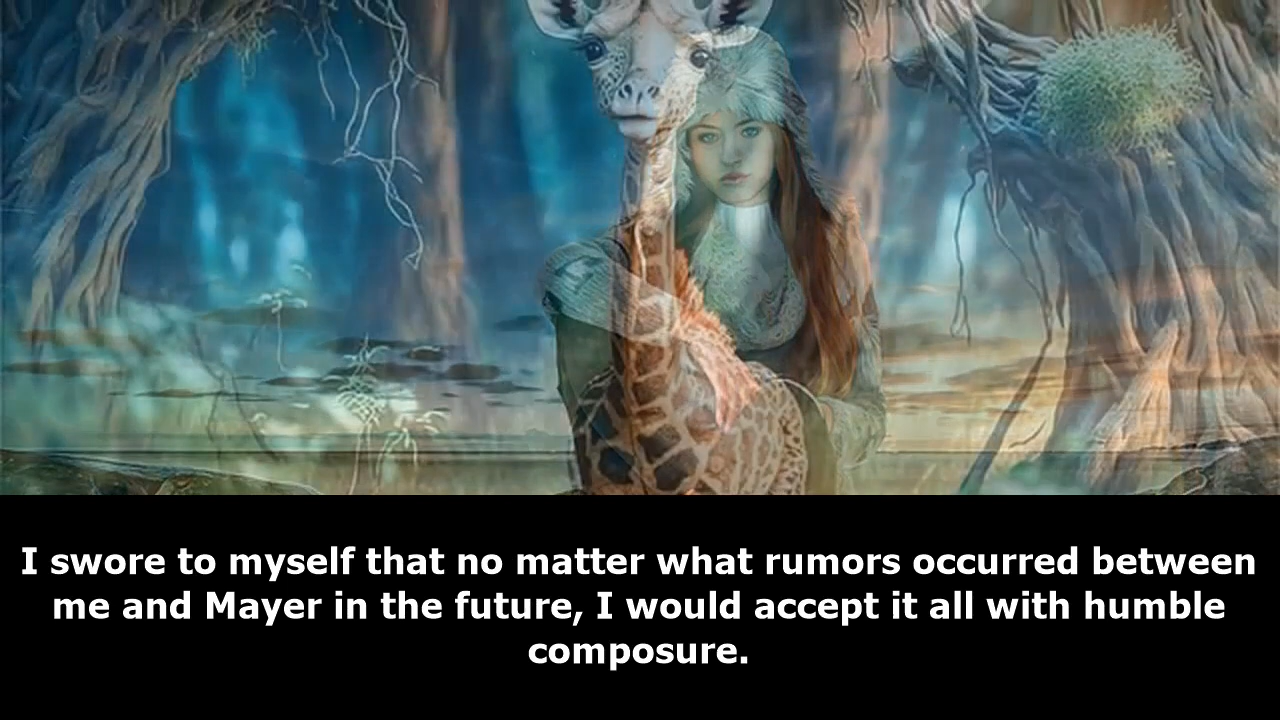 I swore to myself that no matter what rumors occurred between
me and Mayer in the future, I would accept it all with humble
composure.